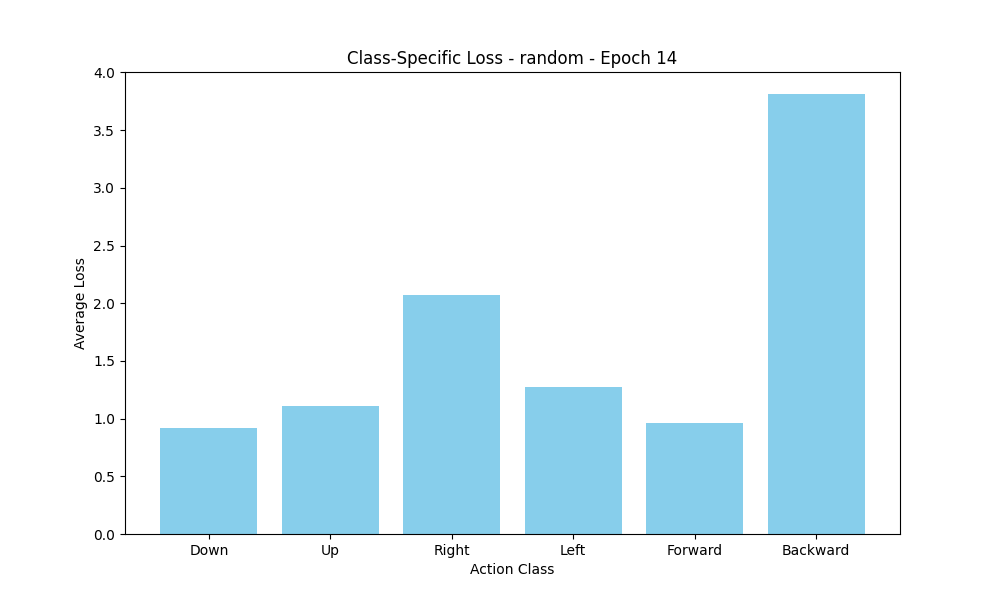 Class-Specific Loss - random - Epoch 14
4.0
3.5
3.0
2.5
2.0
1.5
1.0
0.5
0.0
Average Loss
Down Up Right Left Forward Backward
Action Class